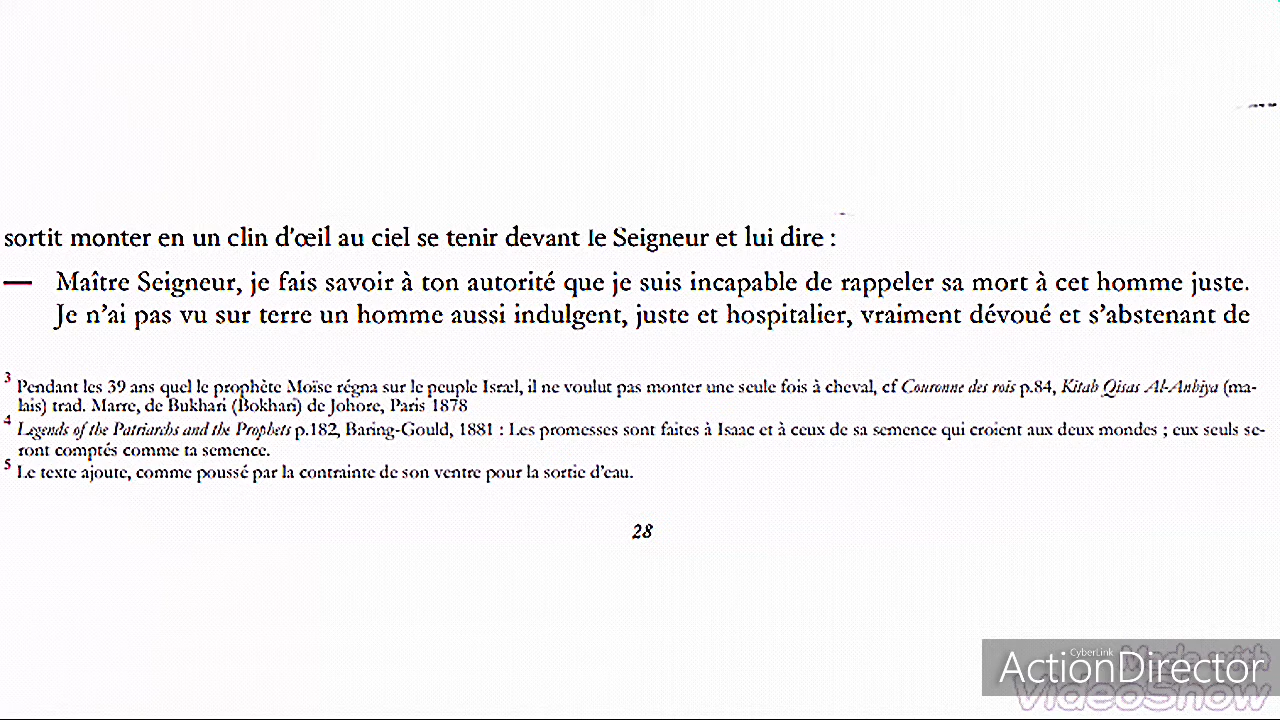 sortit monter en un clin d'œil au ciel se tenir devant le Seigneur et lui dire :
— Maître Seigneur, je fais savoir à ton autorité que je suis incapable de rappeler sa mort à cet homme juste.
Je n'ai pas vu sur terre un homme aussi indulgent, juste et hospitalier, vraiment dévoué et s'abstenant de
3 Pendant les 39 ans quel le prophète Moïse régna sur le peuple Israel, il ne voulut pas monter une seule fois à cheval, cf Couronne des rois p.84, Kitab Qisas Al-Anbiya (ma-
lais) trad. Marre, de Bukhari (Bokhari) de Johore, Paris 1878
4 Legends of the Patriarchs and the Prophets p.182, Baring-Gould, 1881 : Les promesses sont faites à Isaac et à ceux de sa semence qui croient aux deux mondes ; eux seuls se-
ront comptés comme ta semence.
5 Le texte ajoute, comme poussé par la contrainte de son ventre pour la sortie d'eau.
28
CyberLink
ActionDirector
Made with
VideoShow